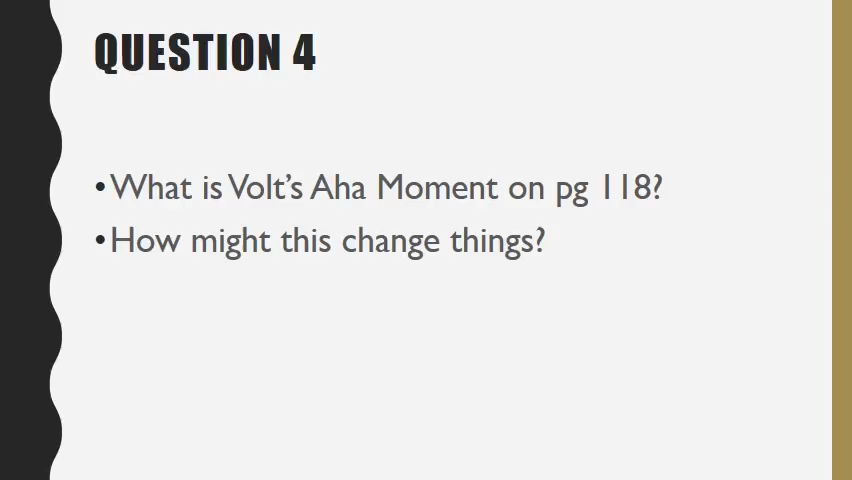 QUESTION 4
•What is Volt’s Aha Moment on pg 118?
•How might this change things?